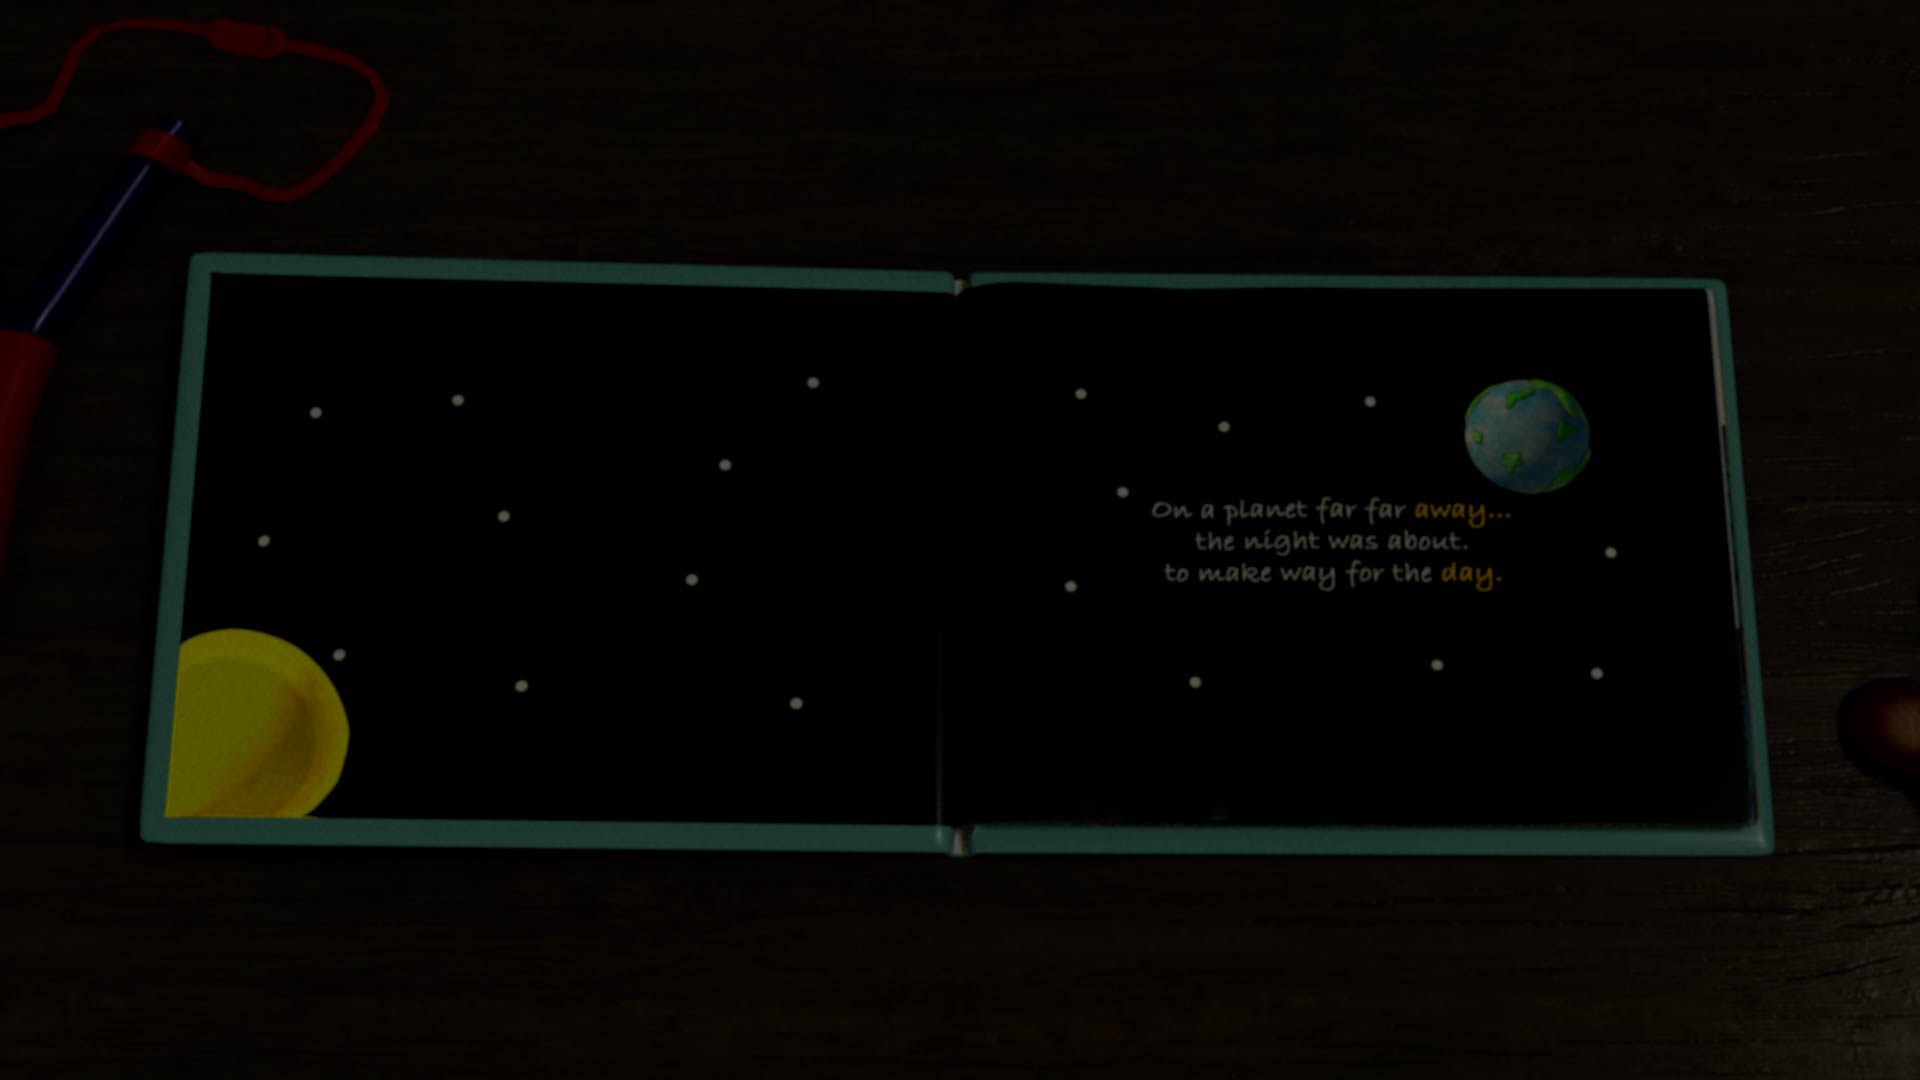 On a planet far far away...
the night was about.
to make way for the day.